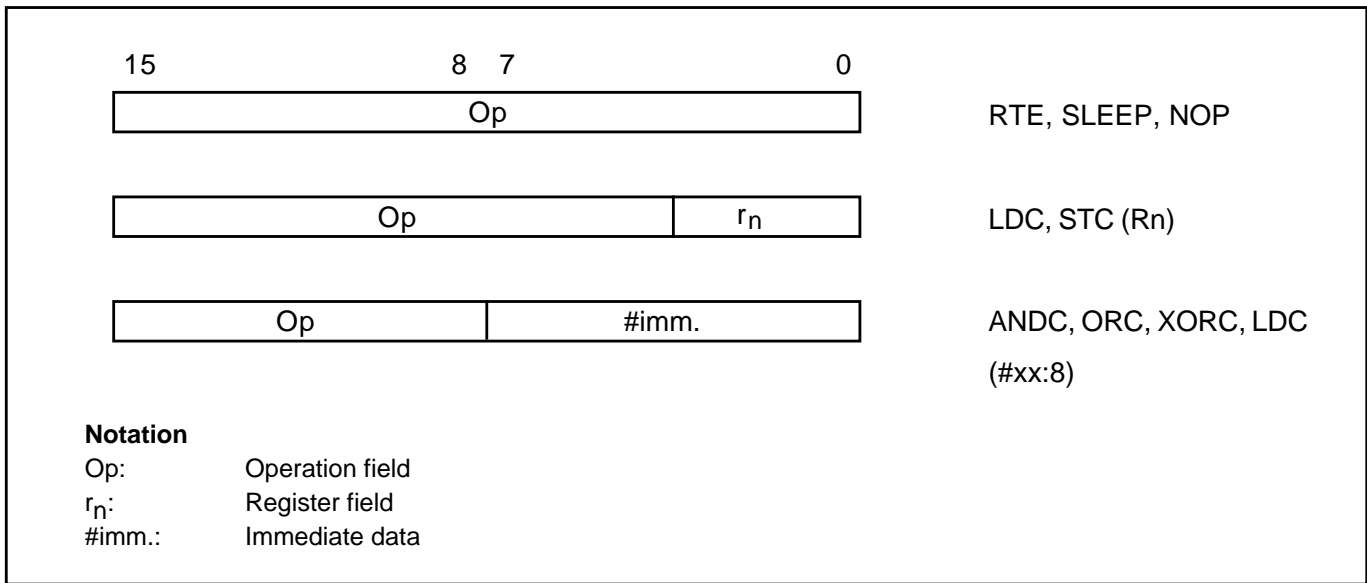 15 8 7 0
Op RTE, SLEEP, NOP
Op rn LDC, STC (Rn)
Op #imm. ANDC, ORC, XORC, LDC
(#xx:8)
Notation
Op: Operation field
rn: Register field
#imm.: Immediate data